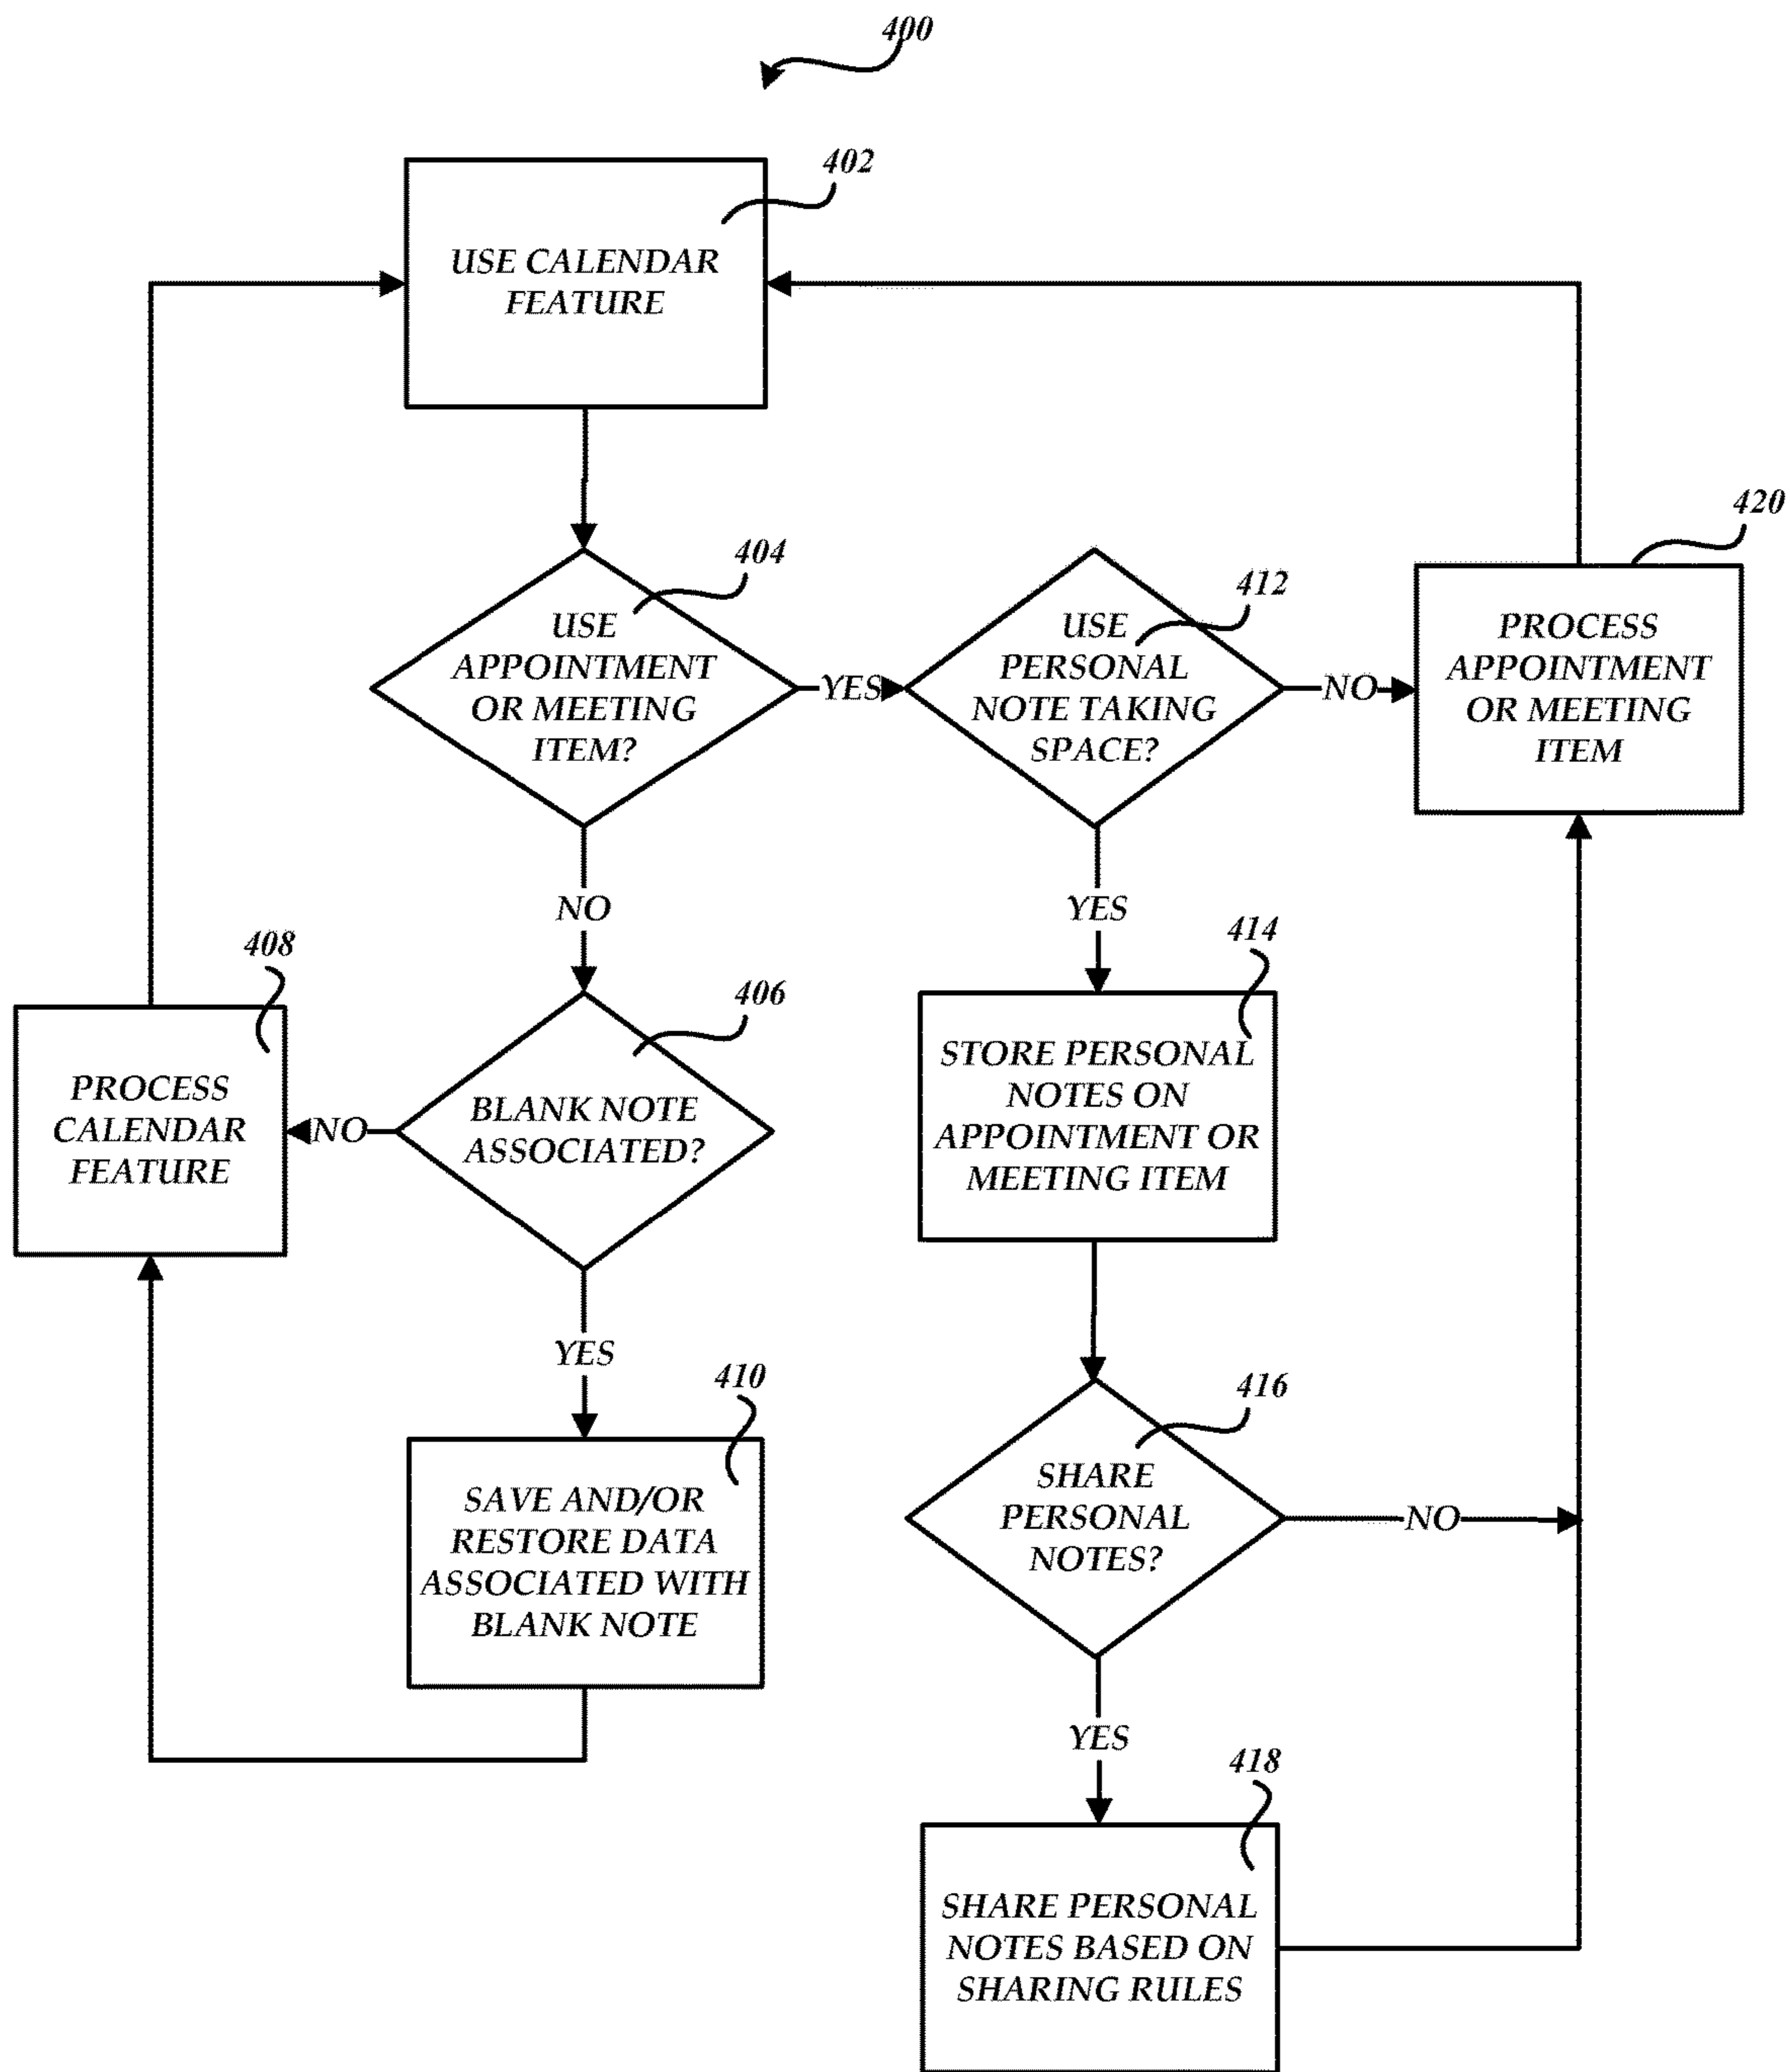 400
402
USE CALENDAR
FEATURE
404
USE
APPOINTMENT
OR MEETING
ITEM?
YES
412
USE
PERSONAL
NOTE TAKING
SPACE?
NO
420
PROCESS
APPOINTMENT
OR MEETING
ITEM
NO
YES
408
PROCESS
CALENDAR
FEATURE
NO
406
BLANK NOTE
ASSOCIATED?
414
STORE PERSONAL
NOTES ON
APPOINTMENT OR
MEETING ITEM
YES
410
SAVE AND/OR
RESTORE DATA
ASSOCIATED WITH
BLANK NOTE
416
SHARE
PERSONAL
NOTES?
NO
YES
418
SHARE PERSONAL
NOTES BASED ON
SHARING RULES